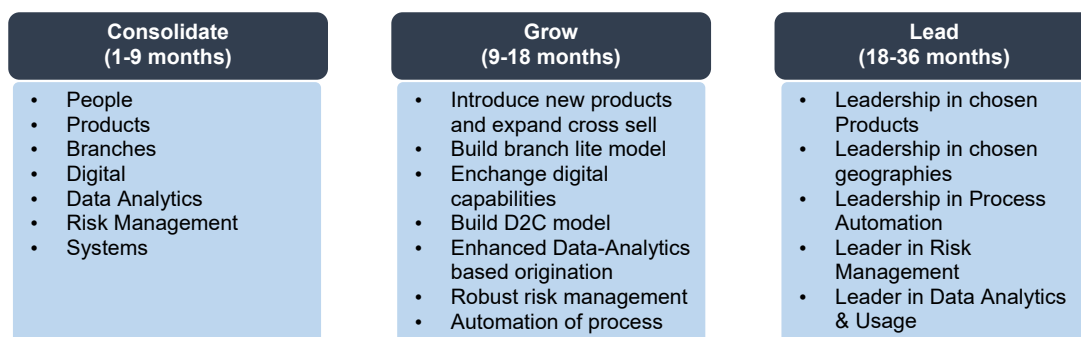 Consolidate
(1-9 months)
• People
• Products
• Branches
• Digital
• Data Analytics
• Risk Management
• Systems
Grow
(9-18 months)
• Introduce new products
and expand cross sell
• Build branch lite model
• Enchange digital
capabilities
• Build D2C model
• Enhanced Data-Analytics
based origination
• Robust risk management
• Automation of process
Lead
(18-36 months)
• Leadership in chosen
Products
• Leadership in chosen
geographies
• Leadership in Process
Automation
• Leader in Risk
Management
• Leader in Data Analytics
& Usage